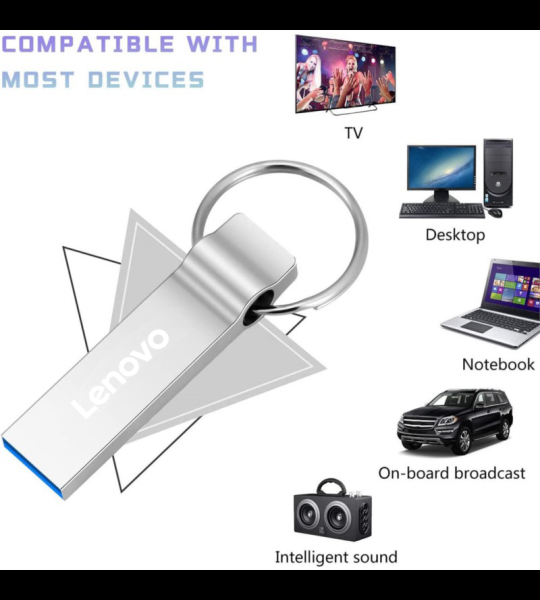 COMPATIBLE WITH
MOST DEVICES
TV
Desktop
Notebook
Lenovo
On-board broadcast
Intelligent sound